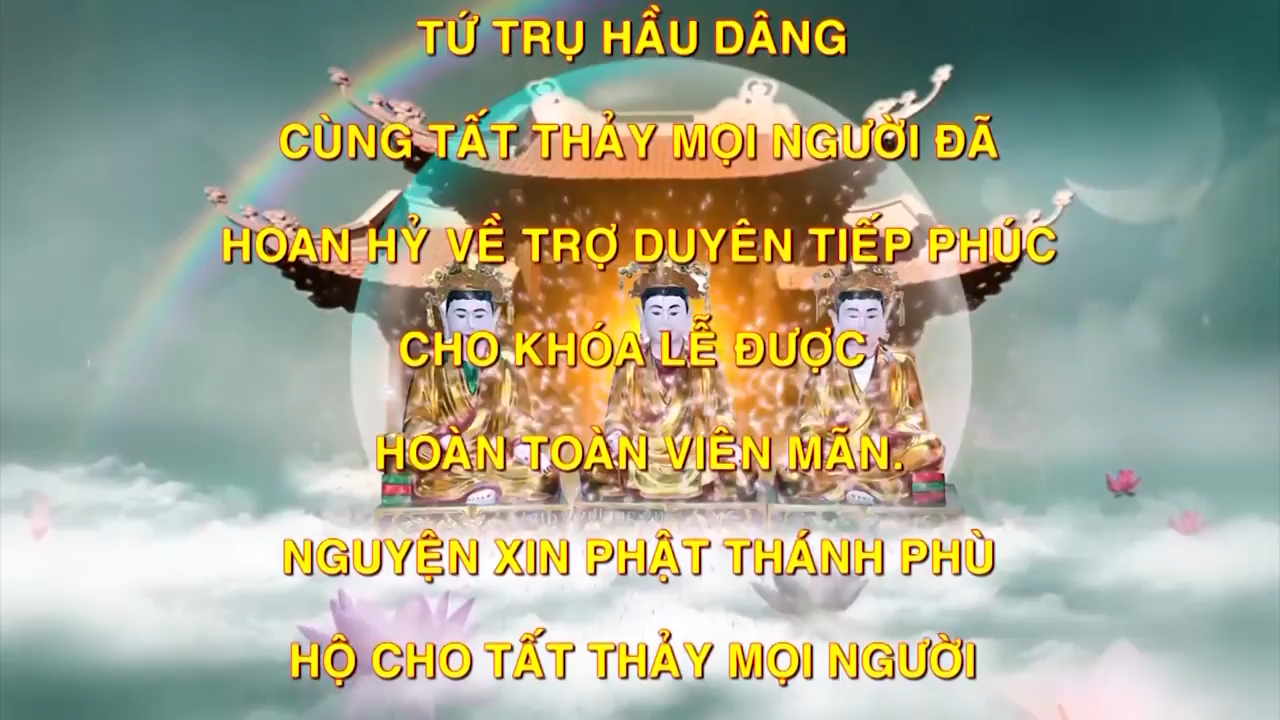 TỨ TRỤ HẦU DÂNG
CÙNG TẤT THẢY MỌI NGƯỜI ĐÃ
HOAN HỶ VỀ TRỢ DUYÊN TIẾP PHÚC
CHO KHÓA LỄ ĐƯỢC
HOÀN TOÀN VIÊN MÃN.
NGUYỆN XIN PHẬT THÁNH PHÙ
HỘ CHO TẤT THẢY MỌI NGƯỜI